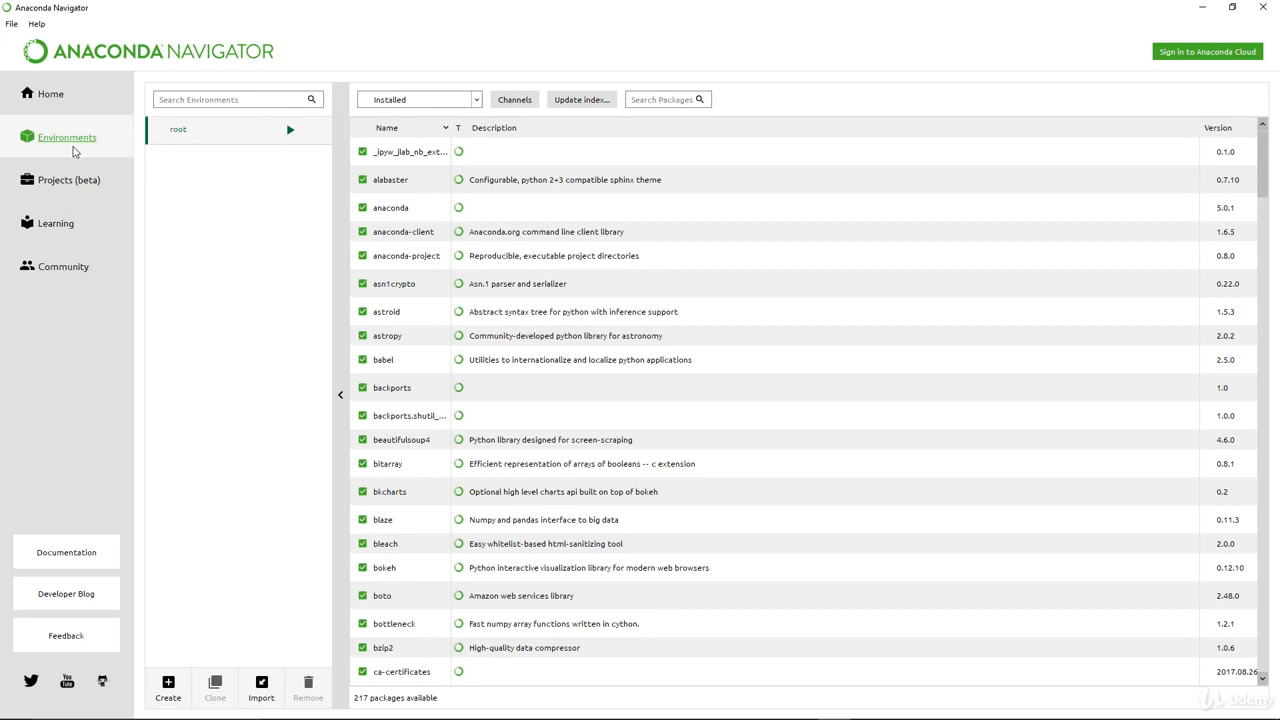 Anaconda Navigator
File Help
ANACONDA NAVIGATOR
Sign in to Anaconda Cloud
Home
Environments
Projects (beta)
Learning
Community
Documentation
Developer Blog
Feedback
Search Environments
root
Create Clone Import Remove
Installed Channels Update index... Search Packages
Name T Description Version
_ipyw_jlab_nb_ext... 0.1.0
alabaster Configurable, python 2+3 compatible sphinx theme 0.7.10
anaconda 5.0.1
anaconda-client Anaconda.org command line client library 1.6.5
anaconda-project Reproducible, executable project directories 0.8.0
asn1crypto Asn.1 parser and serializer 0.22.0
astroid Abstract syntax tree for python with inference support 1.5.3
astropy Community-developed python library for astronomy 2.0.2
babel Utilities to internationalize and localize python applications 2.5.0
backports 1.0
backports.shutil_... 1.0.0
beautifulsoup4 Python library designed for screen-scraping 4.6.0
bitarray Efficient representation of arrays of booleans -- c extension 0.8.1
bkcharts Optional high level charts api built on top of bokeh 0.2
blaze Numpy and pandas interface to big data 0.11.3
bleach Easy whitelist-based html-sanitizing tool 2.0.0
bokeh Python interactive visualization library for modern web browsers 0.12.10
boto Amazon web services library 2.48.0
bottleneck Fast numpy array functions written in cython. 1.2.1
bzip2 High-quality data compressor 1.0.6
ca-certificates 2017.08.26
217 packages available
Udemy